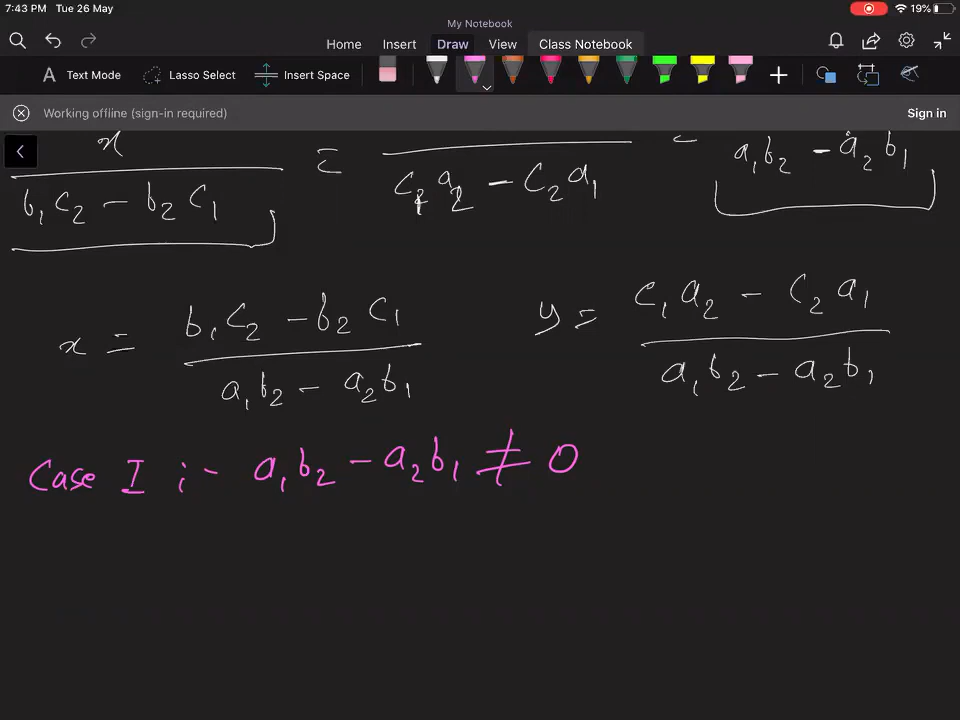 7:43 PM Tue 26 May 19%
My Notebook
Home Insert Draw View Class Notebook
Text Mode Lasso Select Insert Space
Working offline (sign-in required) Sign in
x/(b₁c₂ - b₂c₁) = /(c₁a₂ - c₂a₁) = /(a₁b₂ - a₂b₁)
x = (b₁c₂ - b₂c₁)/(a₁b₂ - a₂b₁) y = (c₁a₂ - c₂a₁)/(a₁b₂ - a₂b₁)
Case I :- a₁b₂ - a₂b₁ ≠ 0